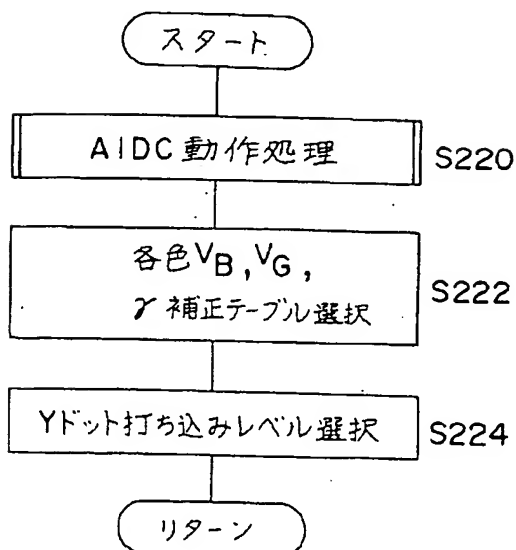 スタート
AIDC動作処理 S220
各色VB,VG,
γ補正テーブル選択 S222
Yドット打ち込みレベル選択 S224
リターン